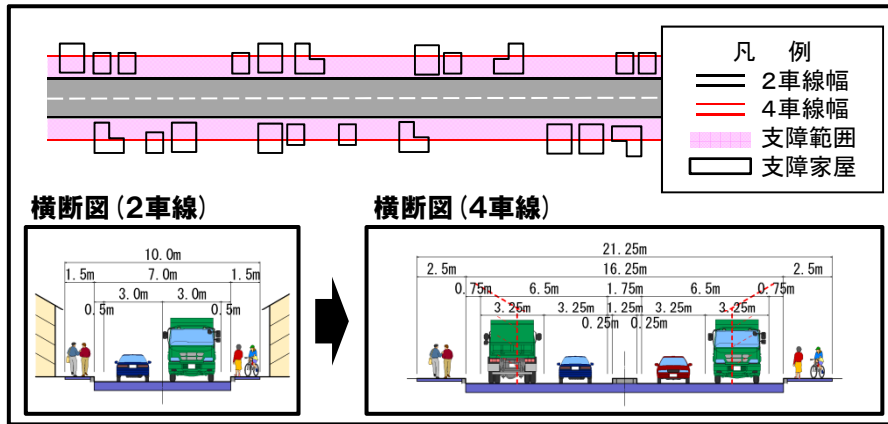 凡　例
2車線幅
4車線幅
支障範囲
支障家屋
横断図(2車線)
10.0m
1.5m 7.0m 1.5m
3.0m 3.0m
0.5m 0.5m
横断図(4車線)
21.25m
2.5m 16.25m 2.5m
0.75m 6.5m 1.75m 6.5m 0.75m
3.25m 3.25m 1.25m 3.25m 3.25m
0.25m 0.25m